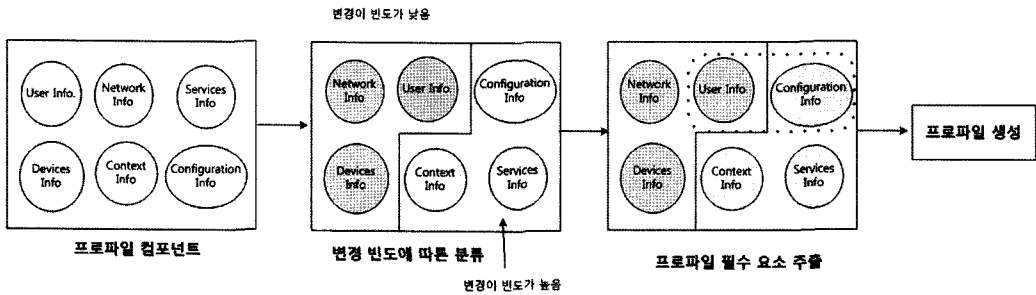 변경이 빈도가 낮음
User Info.
Network
Info
Services
Info
Devices
Info
Context
Info
Configuration
Info
프로파일 컴포넌트
Network
Info
User Info.
Configuration
Info
Devices
Info
Context
Info
Services
Info
변경 빈도에 따른 분류
변경이 빈도가 높음
Network
Info
User Info.
Configuration
Info
Devices
Info
Context
Info
Services
Info
프로파일 필수 요소 추출
프로파일 생성